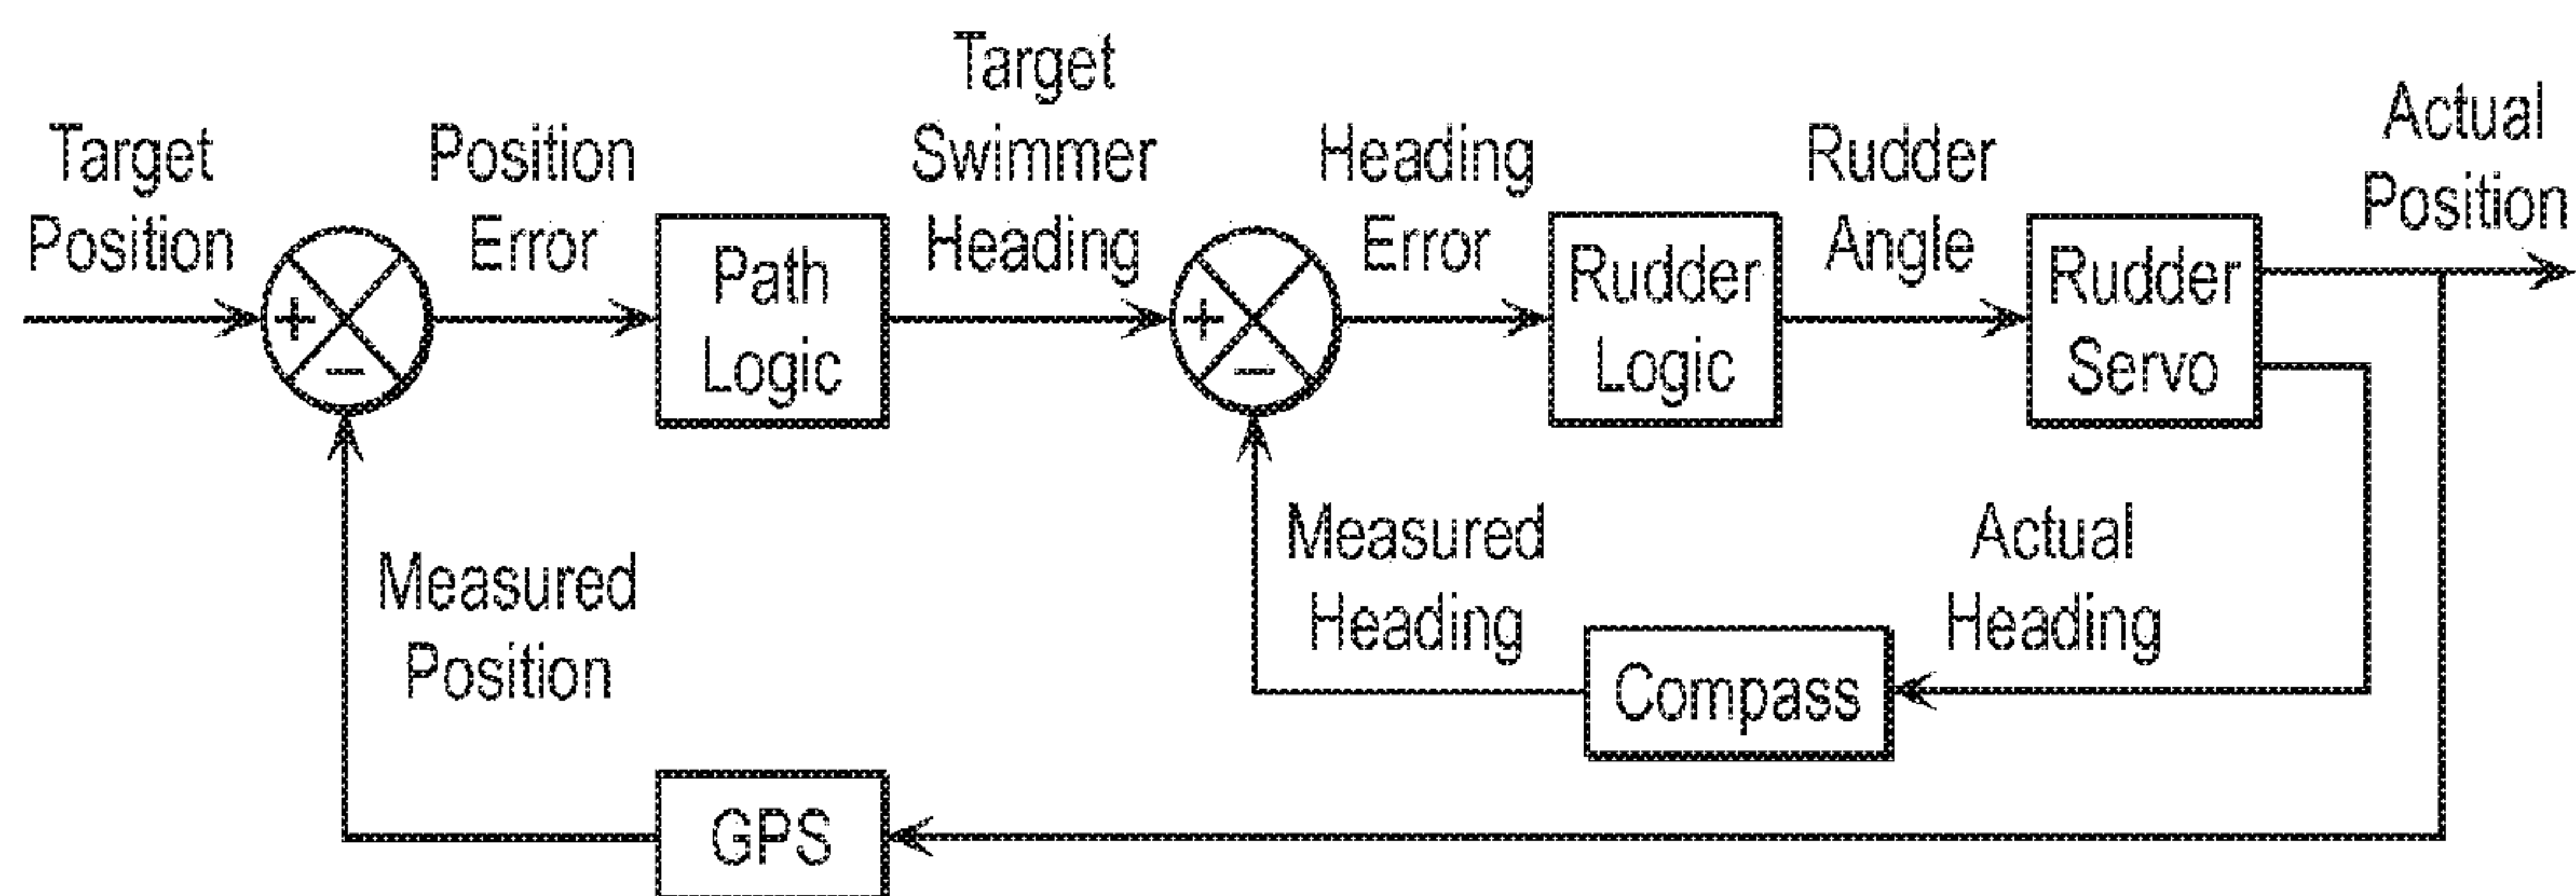 Target
Position
+
−
Position
Error
Path
Logic
Target
Swimmer
Heading
+
−
Heading
Error
Rudder
Logic
Rudder
Angle
Rudder
Servo
Actual
Position
Measured
Position
Measured
Heading
Compass
Actual
Heading
GPS